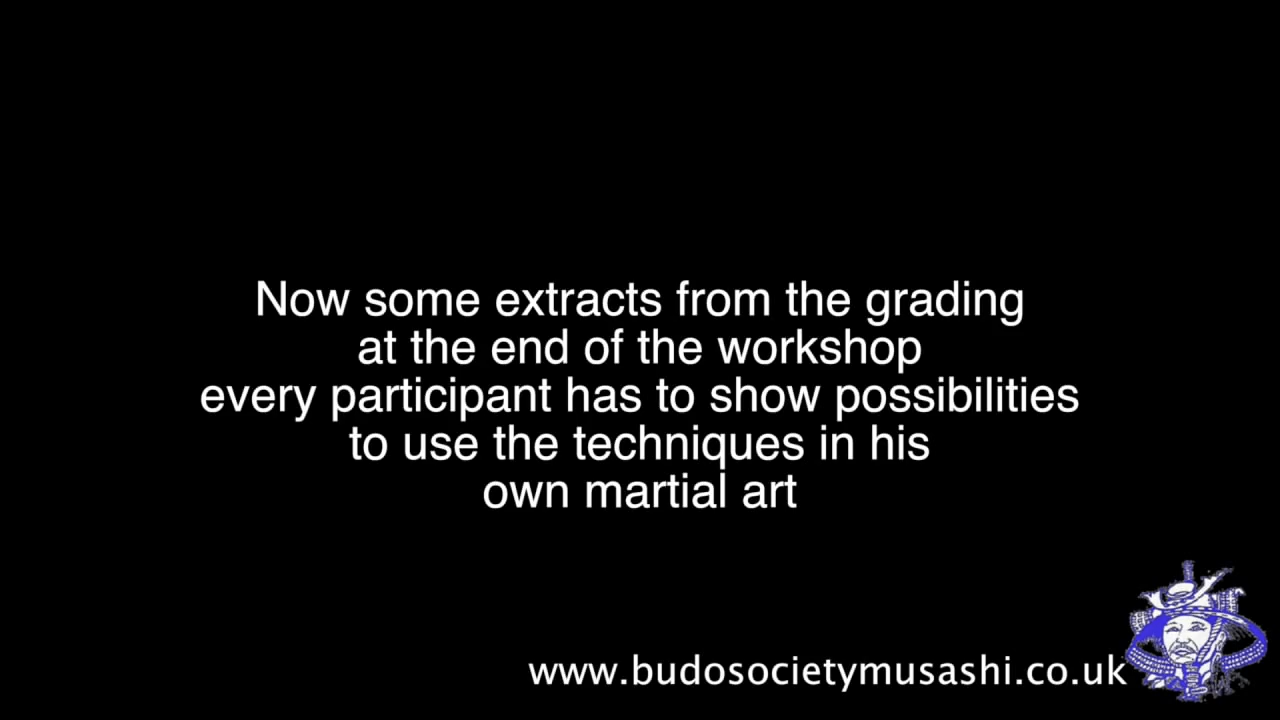 Now some extracts from the grading
at the end of the workshop
every participant has to show possibilities
to use the techniques in his
own martial art
www.budosocietymusashi.co.uk